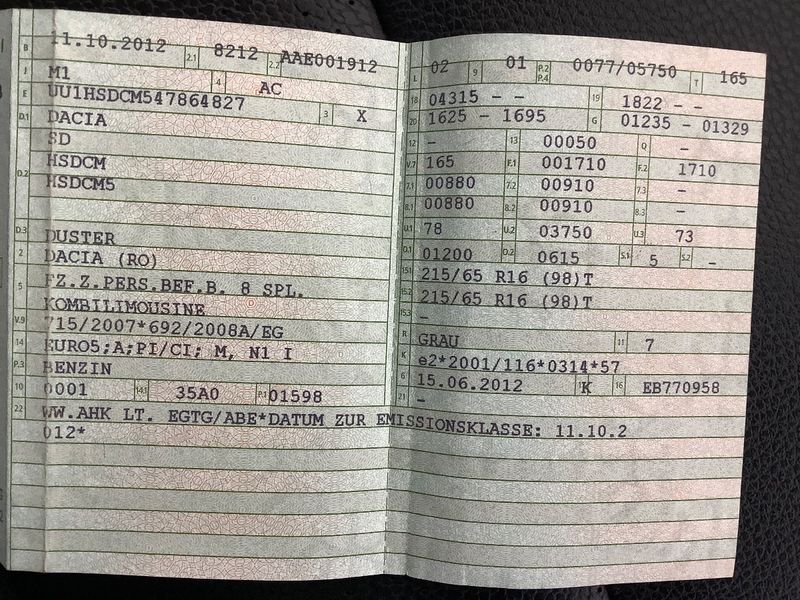 B 11.10.2012 2.1 8212 2.2 AAE001912
J M1 4 AC
E UU1HSDCM547864827 3 X
D.1 DACIA
SD
D.2 HSDCM
HSDCM5
D.3 DUSTER
2 DACIA (RO)
5 FZ.Z.PERS.BEF.B. 8 SPL.
KOMBILIMOUSINE
V.9 715/2007*692/2008A/EG
14 EURO5;A;PI/CI; M, N1 I
P.3 BENZIN
10 0001 14.1 35A0 P.1 01598
22 WW.AHK LT. EGTG/ABE*DATUM ZUR EMISSIONSKLASSE: 11.10.2
012*
L 02 9 01 P.2 P.4 0077/05750 T 165
18 04315 - - 19 1822 - -
20 1625 - 1695 G 01235 - 01329
12 - 13 00050 Q -
V.7 165 F.1 001710 F.2 1710
7.1 00880 7.2 00910 7.3 -
8.1 00880 8.2 00910 8.3 -
U.1 78 U.2 03750 U.3 73
O.1 01200 O.2 0615 S.1 5 S.2 -
15.1 215/65 R16 (98)T
15.2 215/65 R16 (98)T
15.3 -
R GRAU 11 7
K e2*2001/116*0314*57
6 15.06.2012 17 K 16 EB770958
21 -